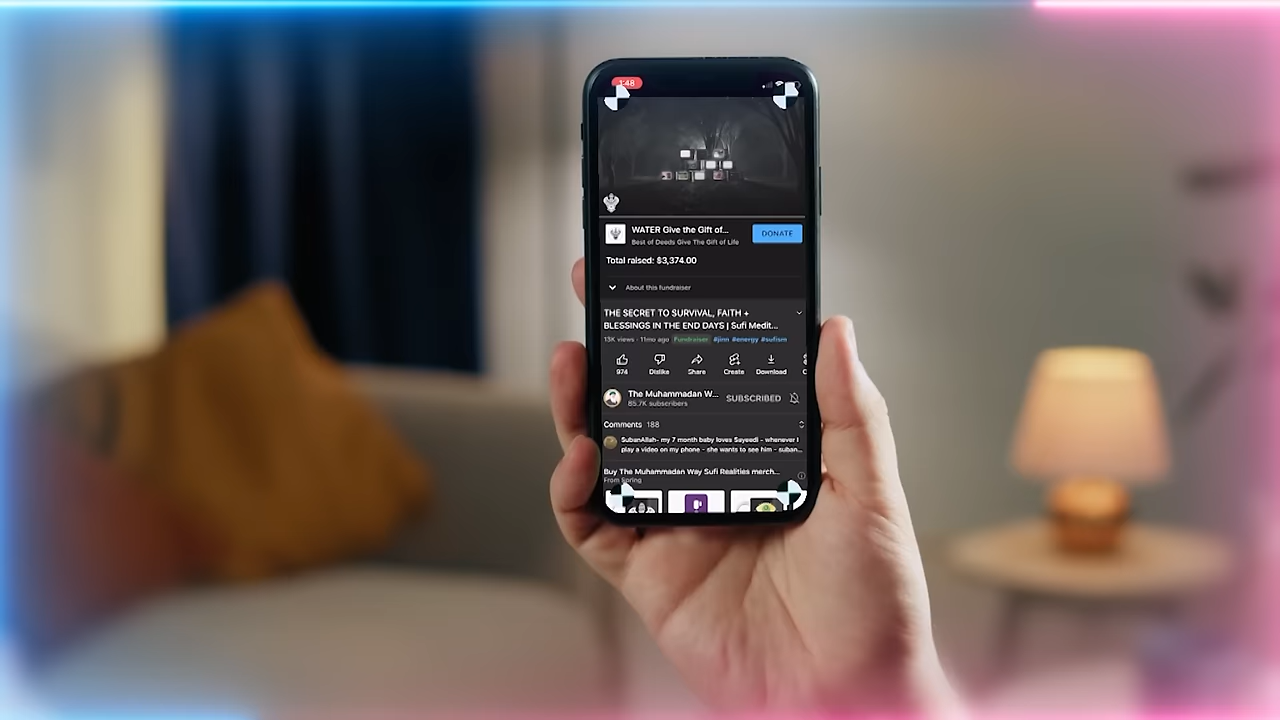 1:48
WATER Give the Gift of...
Best of Deeds Give The Gift of Life
DONATE
Total raised: $3,374.00
About this fundraiser
THE SECRET TO SURVIVAL, FAITH +
BLESSINGS IN THE END DAYS | Sufi Medit...
13K views · 11mo ago Fundraiser #jinn #energy #sufism
974 Dislike Share Create Download
The Muhammadan W...
SUBSCRIBED
85.7K subscribers
Comments 188
SubanAllah- my 7 month baby loves Sayeedi - whenever I
play a video on my phone - she wants to see him - suban...
Buy The Muhammadan Way Sufi Realities merch...
From Spring